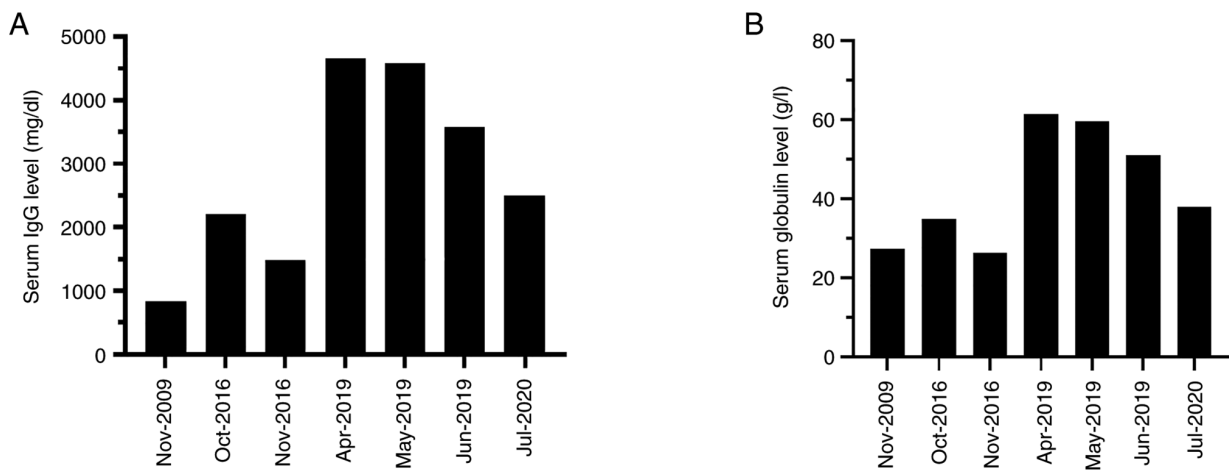 A
Serum IgG level (mg/dl)
5000
4000
3000
2000
1000
0
Nov-2009
Oct-2016
Nov-2016
Apr-2019
May-2019
Jun-2019
Jul-2020
B
Serum globulin level (g/l)
80
60
40
20
0
Nov-2009
Oct-2016
Nov-2016
Apr-2019
May-2019
Jun-2019
Jul-2020